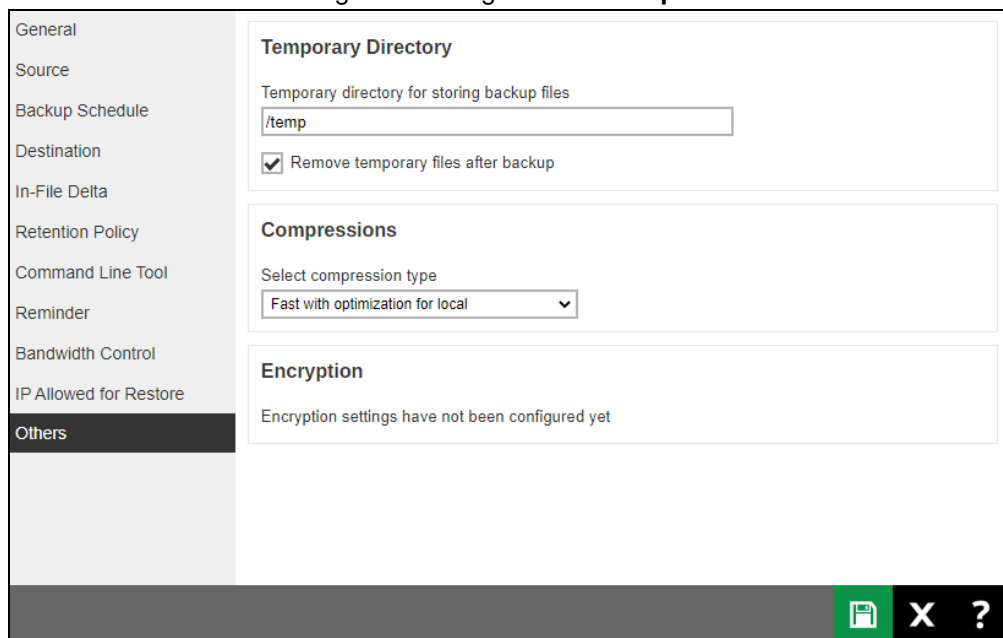 General
Source
Backup Schedule
Destination
In-File Delta
Retention Policy
Command Line Tool
Reminder
Bandwidth Control
IP Allowed for Restore
Others
Temporary Directory
Temporary directory for storing backup files
/temp
Remove temporary files after backup
Compressions
Select compression type
Fast with optimization for local
Encryption
Encryption settings have not been configured yet
X ?